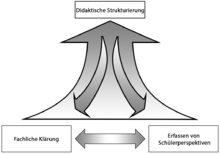 Didaktische Strukturierung
Fachliche Klärung
Erfassen von
Schülerperspektiven